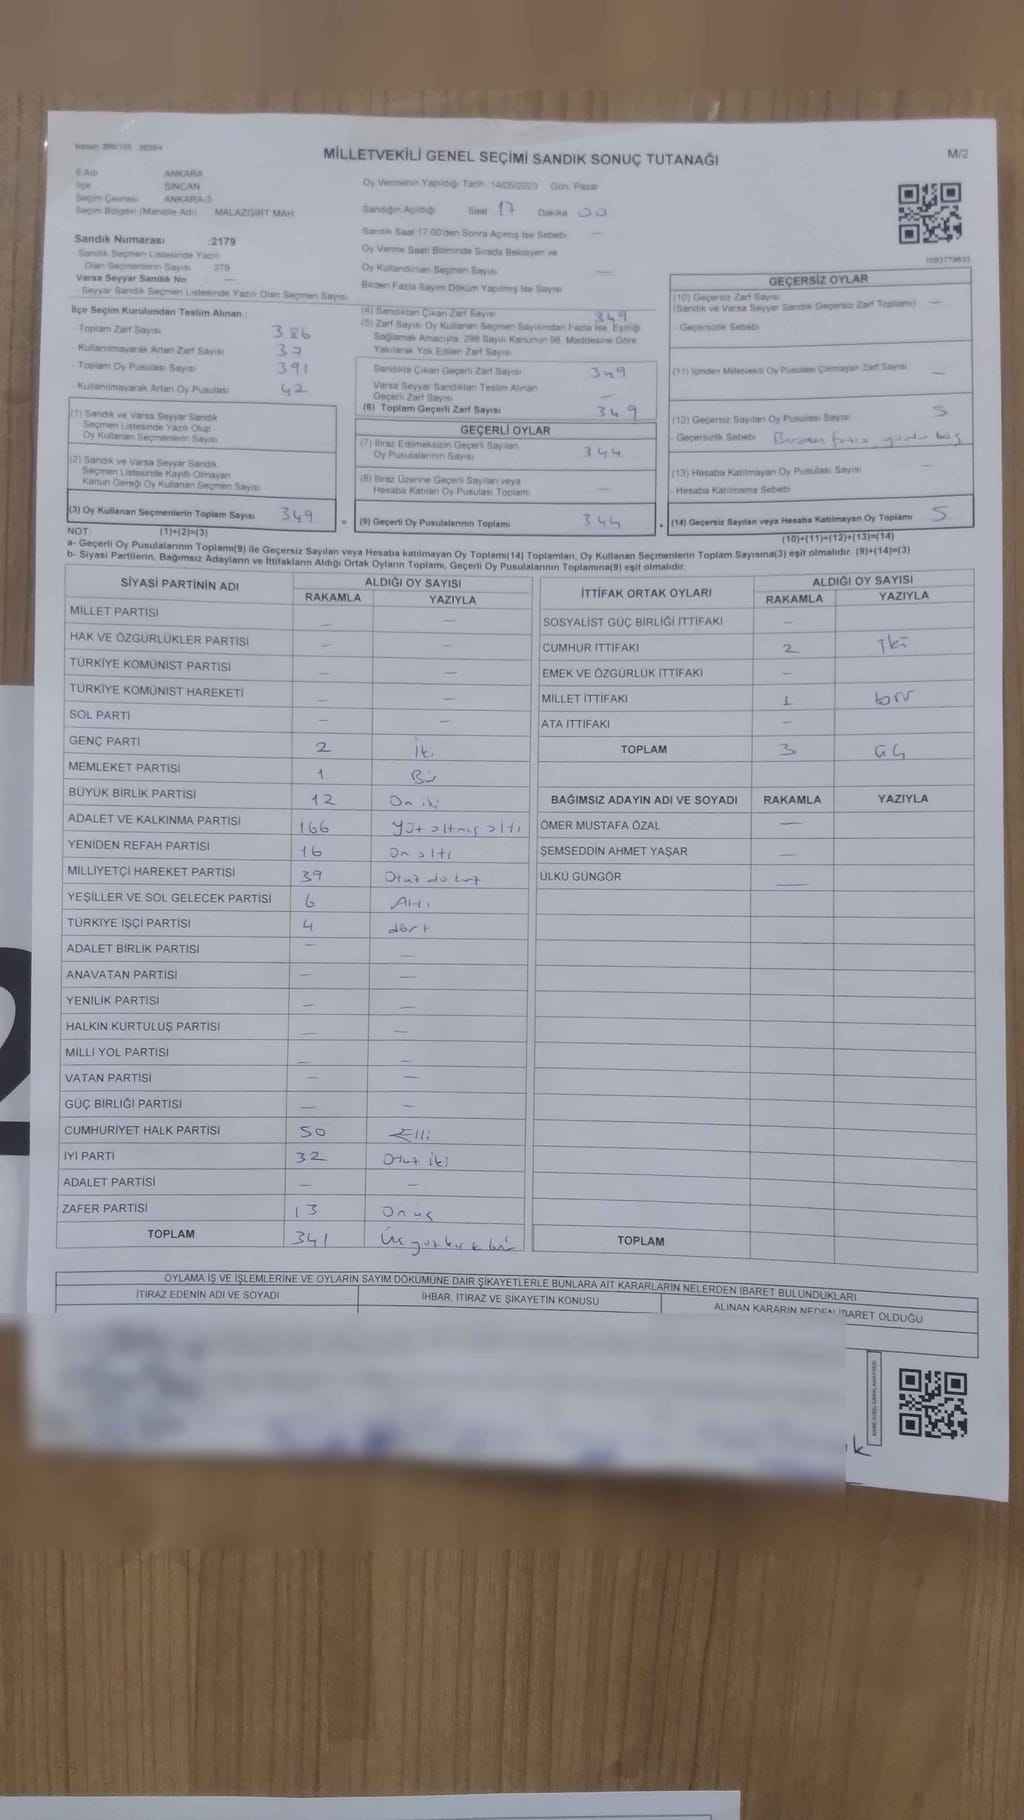 MİLLETVEKİLİ GENEL SEÇİMİ SANDIK SONUÇ TUTANAĞI
M/2
İl Adı ANKARA
İlçe SİNCAN
Seçim Çevresi ANKARA-3
Seçim Bölgesi (Mahalle Adı) MALAZGİRT MAH
Sandık Numarası :2179
Sandık Seçmen Listesinde Yazılı
Olan Seçmenlerin Sayısı 379
Varsa Seyyar Sandık No —
- Seyyar Sandık Seçmen Listesinde Yazılı Olan Seçmen Sayısı
Oy Vermenin Yapıldığı Tarih 14/05/2023 Gün: Pazar
Sandığın Açıldığı Saat 17 Dakika 00
Sandık Saat 17:00'den Sonra Açılmış İse Sebebi —
Oy Verme Saati Bitiminde Sırada Bekleyen ve
Oy Kullandırılan Seçmen Sayısı —
Birden Fazla Sayım Döküm Yapılmış İse Sayısı
1083779633
İlçe Seçim Kurulondan Teslim Alınan :
- Toplam Zarf Sayısı 386
- Kullanılmayarak Artan Zarf Sayısı 37
- Toplam Oy Pusulası Sayısı 391
- Kullanılmayarak Artan Oy Pusulası 42
(1) Sandık ve Varsa Seyyar Sandık
Seçmen Listesinde Yazılı Olup
Oy Kullanan Seçmenlerin Sayısı
(2) Sandık ve Varsa Seyyar Sandık
Seçmen Listesinde Kayıtlı Olmayan
Kanun Gereği Oy Kullanan Seçmen Sayısı
(3) Oy Kullanan Seçmenlerin Toplam Sayısı 349
(1)+(2)=(3)
(4) Sandıktan Çıkan Zarf Sayısı 349
(5) Zarf Sayısı Oy Kullanan Seçmen Sayısından Fazla İse, Eşitliği
Sağlamak Amacıyla, 298 Sayılı Kanunun 98. Maddesine Göre
Yakılarak Yok Edilen Zarf Sayısı
Sandıkta Çıkan Geçerli Zarf Sayısı 349
Varsa Seyyar Sandıktan Teslim Alınan
Geçerli Zarf Sayısı —
(6) Toplam Geçerli Zarf Sayısı 349
GEÇERLİ OYLAR
(7) İtiraz Edilmeksizin Geçerli Sayılan
Oy Pusulalarının Sayısı 344
(8) İtiraz Üzerine Geçerli Sayılan veya
Hesaba Katılan Oy Pusulası Toplamı —
= (9) Geçerli Oy Pusulalarının Toplamı 344
GEÇERSİZ OYLAR
(10) Geçersiz Zarf Sayısı
(Sandık ve Varsa Seyyar Sandık Geçersiz Zarf Toplamı) —
- Geçersizlik Sebebi
(11) İçinden Milletvekili Oy Pusulası Çıkmayan Zarf Sayısı —
(12) Geçersiz Sayılan Oy Pusulası Sayısı 5
- Geçersizlik Sebebi Birden fazla
(13) Hesaba Katılmayan Oy Pusulası Sayısı —
- Hesaba Katılmama Sebebi
+ (14) Geçersiz Sayılan veya Hesaba Katılmayan Oy Toplamı 5
(10)+(11)+(12)+(13)=(14)
NOT:
a- Geçerli Oy Pusulalarının Toplamı(9) ile Geçersiz Sayılan veya Hesaba katılmayan Oy Toplamı(14) Toplamları, Oy Kullanan Seçmenlerin Toplam Sayısına(3) eşit olmalıdır. (9)+(14)=(3)
b- Siyasi Partilerin, Bağımsız Adayların ve İttifakların Aldığı Ortak Oyların Toplamı, Geçerli Oy Pusulalarının Toplamına(9) eşit olmalıdır.
SİYASİ PARTİNİN ADI ALDIĞI OY SAYISI
RAKAMLA YAZIYLA
MİLLET PARTİSİ — —
HAK VE ÖZGÜRLÜKLER PARTİSİ — —
TÜRKİYE KOMÜNİST PARTİSİ — —
TÜRKİYE KOMÜNİST HAREKETİ — —
SOL PARTİ — —
GENÇ PARTİ 2 İki
MEMLEKET PARTİSİ 1 Bir
BÜYÜK BİRLİK PARTİSİ 12 On iki
ADALET VE KALKINMA PARTİSİ 166 Yüz altmış altı
YENİDEN REFAH PARTİSİ 16 On altı
MİLLİYETÇİ HAREKET PARTİSİ 39 Otuz dokuz
YEŞİLLER VE SOL GELECEK PARTİSİ 6 Altı
TÜRKİYE İŞÇİ PARTİSİ 4 dört
ADALET BİRLİK PARTİSİ — —
ANAVATAN PARTİSİ — —
YENİLİK PARTİSİ — —
HALKIN KURTULUŞ PARTİSİ — —
MİLLİ YOL PARTİSİ — —
VATAN PARTİSİ — —
GÜÇ BİRLİĞİ PARTİSİ — —
CUMHURİYET HALK PARTİSİ 50 Elli
İYİ PARTİ 32 Otuz iki
ADALET PARTİSİ — —
ZAFER PARTİSİ 13 On üç
TOPLAM 341 Üç yüz kırk bir
İTTİFAK ORTAK OYLARI ALDIĞI OY SAYISI
RAKAMLA YAZIYLA
SOSYALİST GÜÇ BİRLİĞİ İTTİFAKI —
CUMHUR İTTİFAKI 2 İki
EMEK VE ÖZGÜRLÜK İTTİFAKI —
MİLLET İTTİFAKI 1 bir
ATA İTTİFAKI —
TOPLAM 3 üç
BAĞIMSIZ ADAYIN ADI VE SOYADI RAKAMLA YAZIYLA
ÖMER MUSTAFA ÖZAL —
ŞEMSEDDİN AHMET YAŞAR —
ÜLKÜ GÜNGÖR —
TOPLAM
OYLAMA İŞ VE İŞLEMLERİNE VE OYLARIN SAYIM DÖKÜMÜNE DAİR ŞİKAYETLERLE BUNLARA AİT KARARLARIN NELERDEN İBARET BULUNDUKLARI
İTİRAZ EDENİN ADI VE SOYADI İHBAR, İTİRAZ VE ŞİKAYETİN KONUSU ALINAN KARARIN NEDEN İBARET OLDUĞU